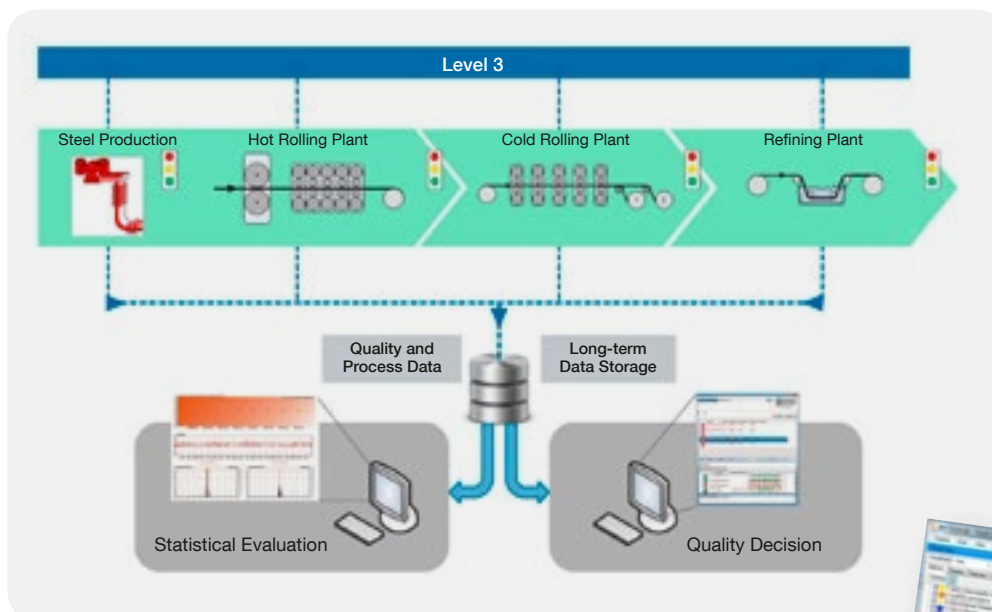 Level 3
Steel Production
Hot Rolling Plant
Cold Rolling Plant
Refining Plant
Quality and
Process Data
Long-term
Data Storage
Statistical Evaluation
Quality Decision